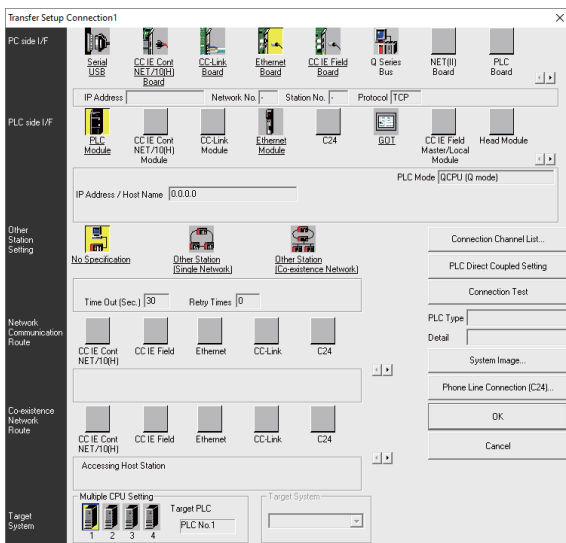 Transfer Setup Connection1
PC side I/F
Serial
USB
CC IE Cont
NET/10(H)
Board
CC-Link
Board
Ethernet
Board
CC IE Field
Board
Q Series
Bus
NET(II)
Board
PLC
Board
IP Address
Network No. -
Station No. -
Protocol TCP
PLC side I/F
PLC
Module
CC IE Cont
NET/10(H)
Module
CC-Link
Module
Ethernet
Module
C24
GOT
CC IE Field
Master/Local
Module
Head Module
PLC Mode QCPU (Q mode)
IP Address / Host Name 0.0.0.0
Other
Station
Setting
No Specification
Other Station
(Single Network)
Other Station
(Co-existence Network)
Time Out (Sec.) 30
Retry Times 0
Connection Channel List...
PLC Direct Coupled Setting
Connection Test
PLC Type
Detail
System Image...
Phone Line Connection (C24)...
OK
Cancel
Network
Communication
Route
CC IE Cont
NET/10(H)
CC IE Field
Ethernet
CC-Link
C24
Co-existence
Network
Route
CC IE Cont
NET/10(H)
CC IE Field
Ethernet
CC-Link
C24
Accessing Host Station
Target
System
Multiple CPU Setting
1 2 3 4
Target PLC
PLC No.1
Target System